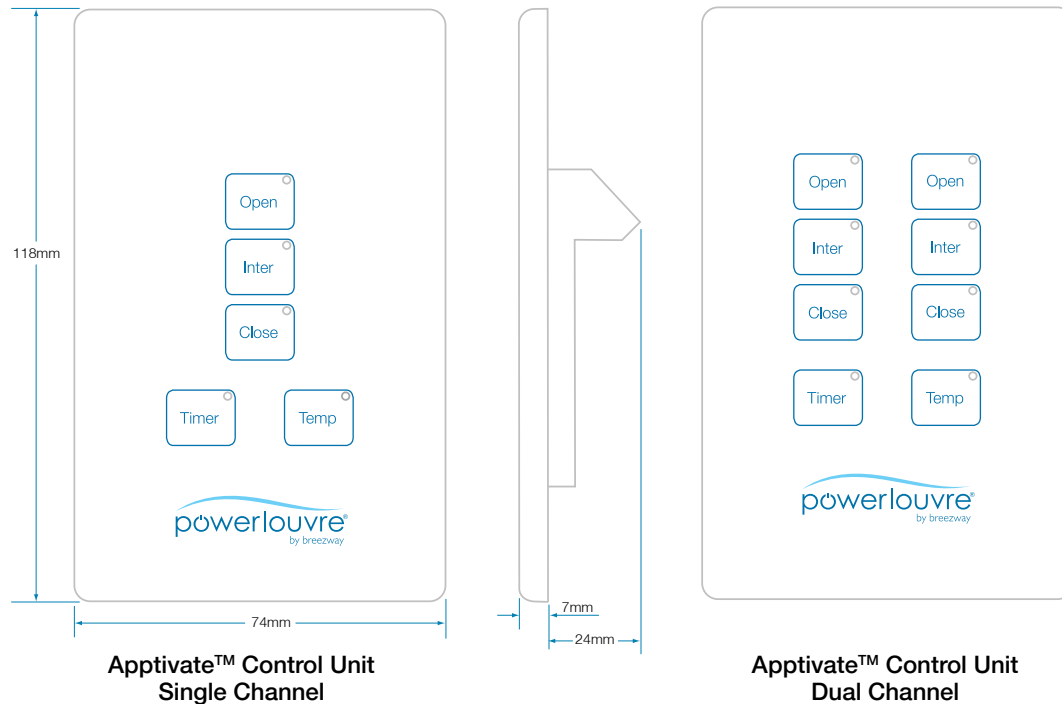 118mm
Open
Inter
Close
Timer Temp
powerlouvre®
by breezway
74mm
Apptivate™ Control Unit
Single Channel
7mm
24mm
Open Open
Inter Inter
Close Close
Timer Temp
powerlouvre®
by breezway
Apptivate™ Control Unit
Dual Channel